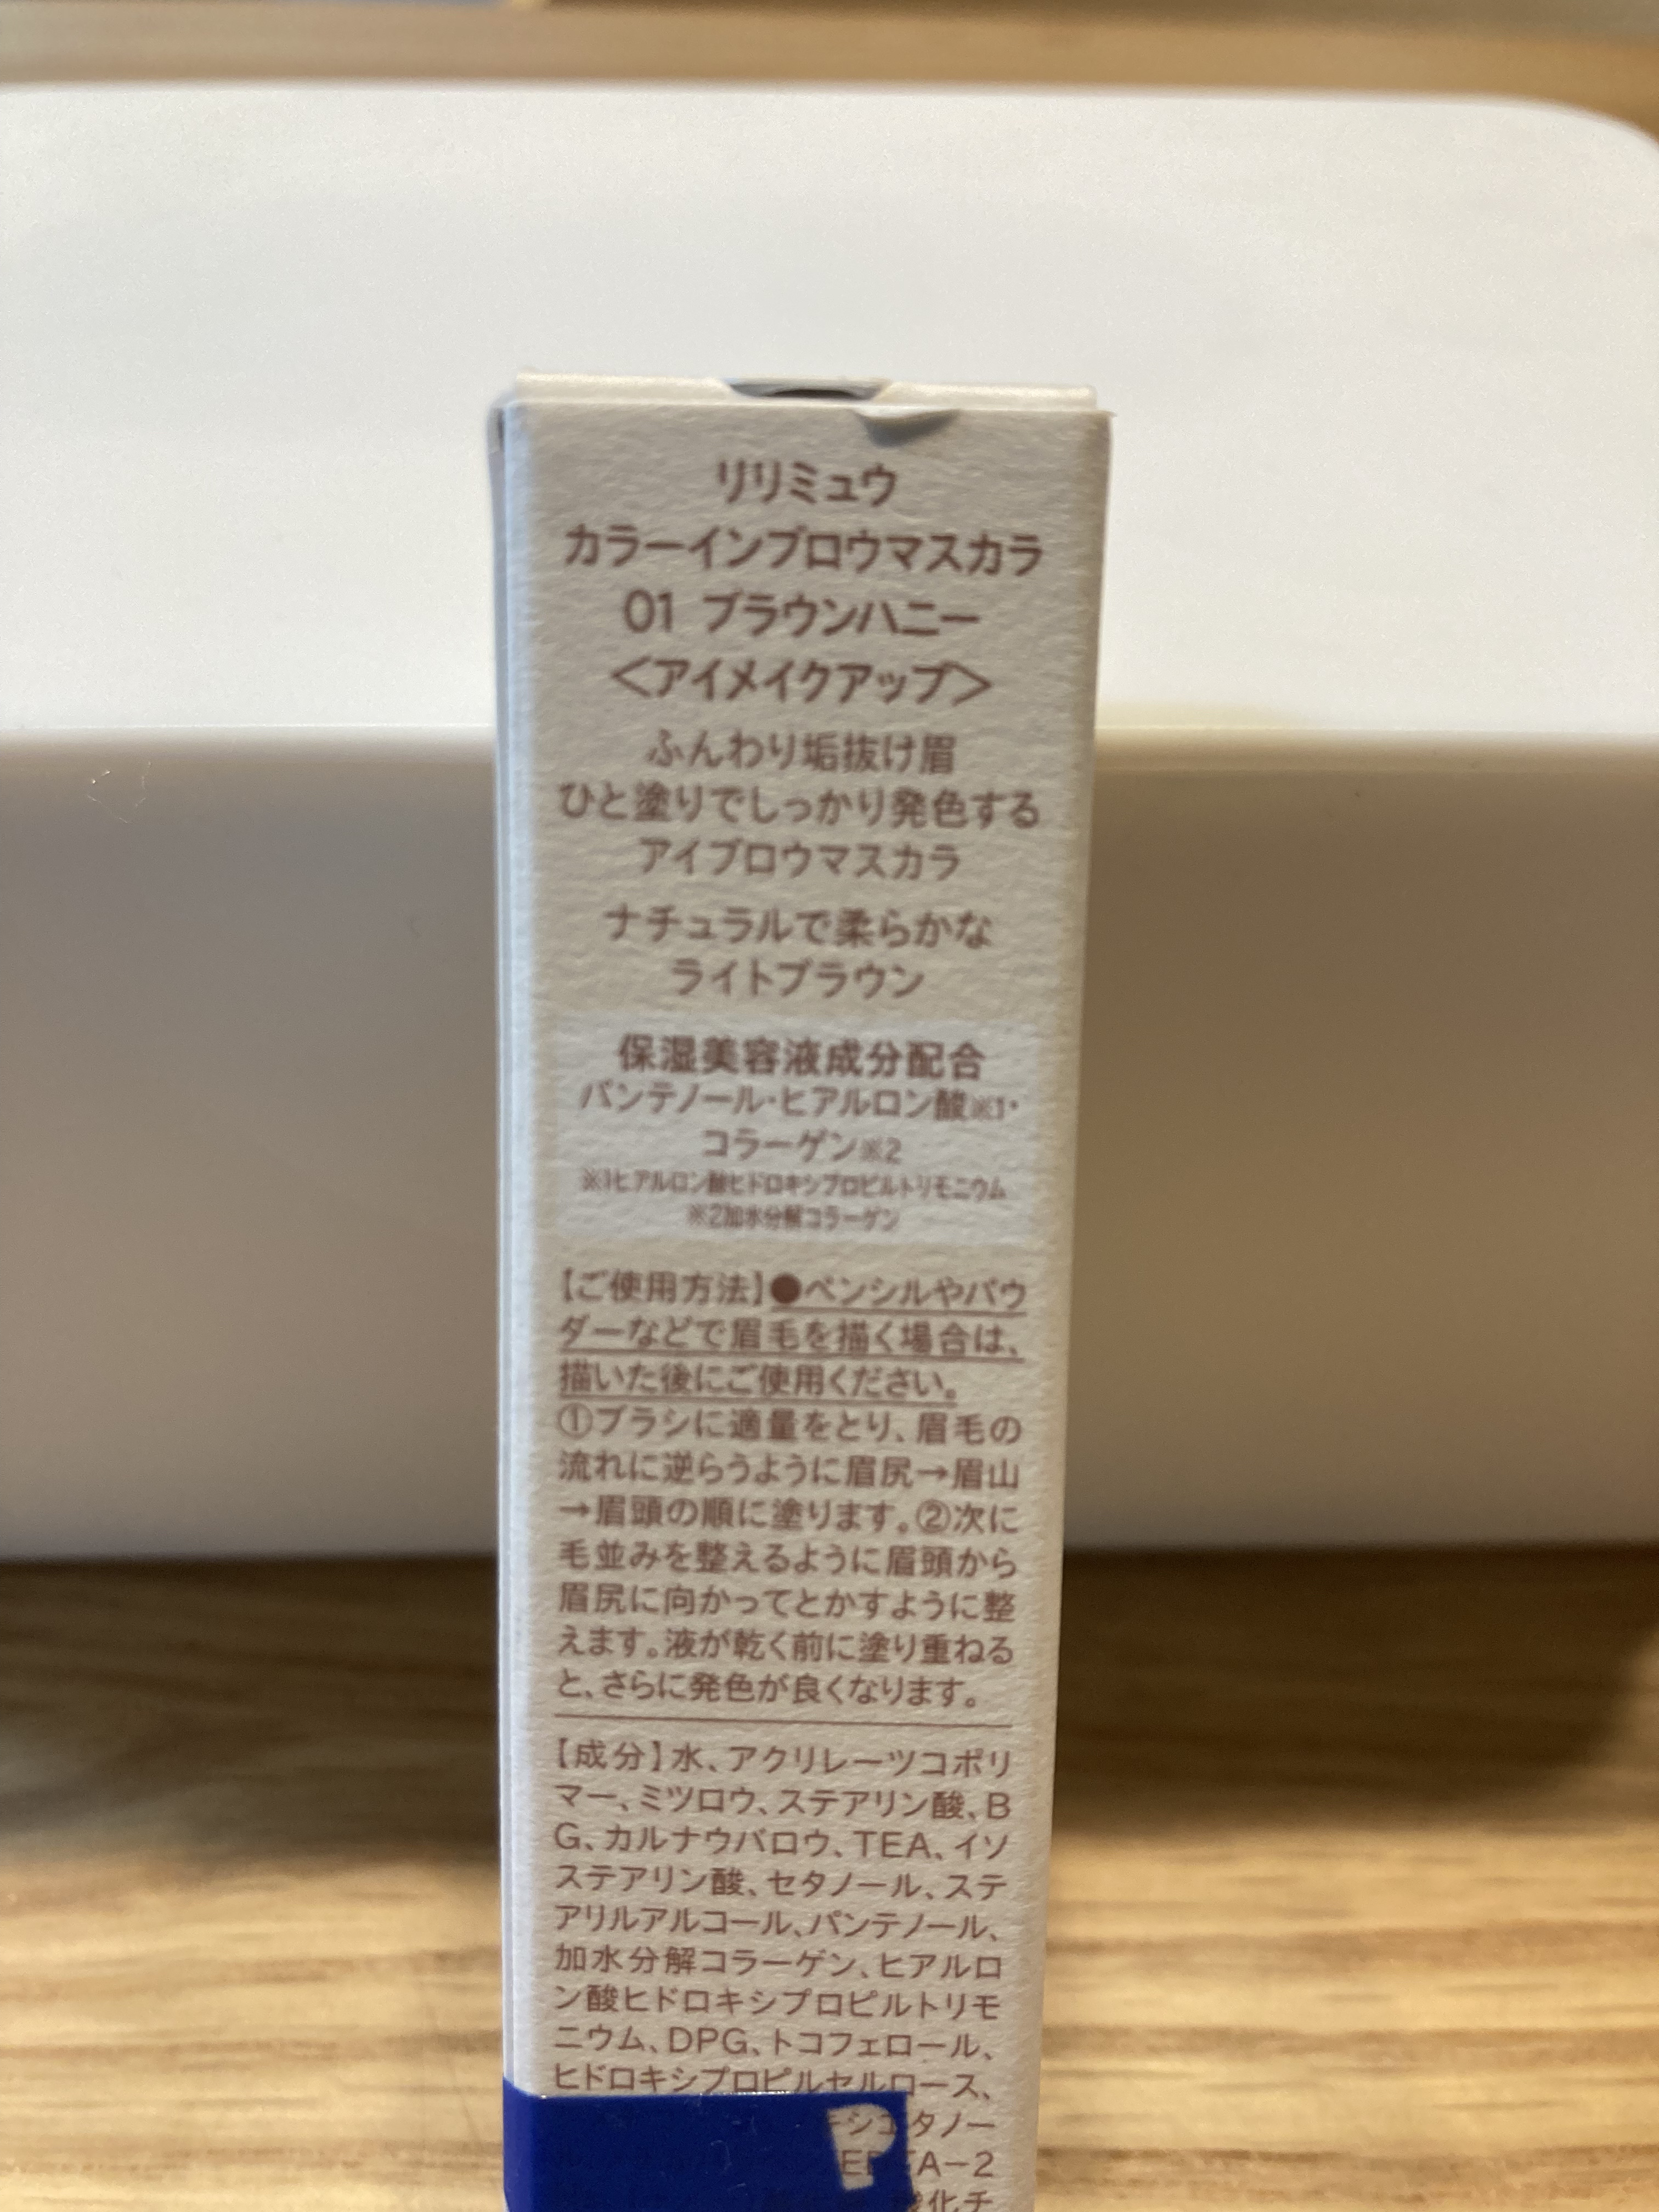 リリミュウ
カラーインブロウマスカラ
01 ブラウンハニー
<アイメイクアップ>
ふんわり垢抜け眉
ひと塗りでしっかり発色する
アイブロウマスカラ
ナチュラルで柔らかな
ライトブラウン
保湿美容液成分配合
パンテノール・ヒアルロン酸※1・
コラーゲン※2
※1ヒアルロン酸ヒドロキシプロピルトリモニウム
※2加水分解コラーゲン
【ご使用方法】●ペンシルやパウ
ダーなどで眉毛を描く場合は、
描いた後にご使用ください。
①ブラシに適量をとり、眉毛の
流れに逆らうように眉尻→眉山
→眉頭の順に塗ります。②次に
毛並みを整えるように眉頭から
眉尻に向かってとかすように整
えます。液が乾く前に塗り重ねる
と、さらに発色が良くなります。
【成分】水、アクリレーツコポリ
マー、ミツロウ、ステアリン酸、B
G、カルナウバロウ、TEA、イソ
ステアリン酸、セタノール、ステ
アリルアルコール、パンテノール、
加水分解コラーゲン、ヒアルロ
ン酸ヒドロキシプロピルトリモ
ニウム、DPG、トコフェロール、
ヒドロキシプロピルセルロース、
シエタノー
P
TA-2
酸化チ